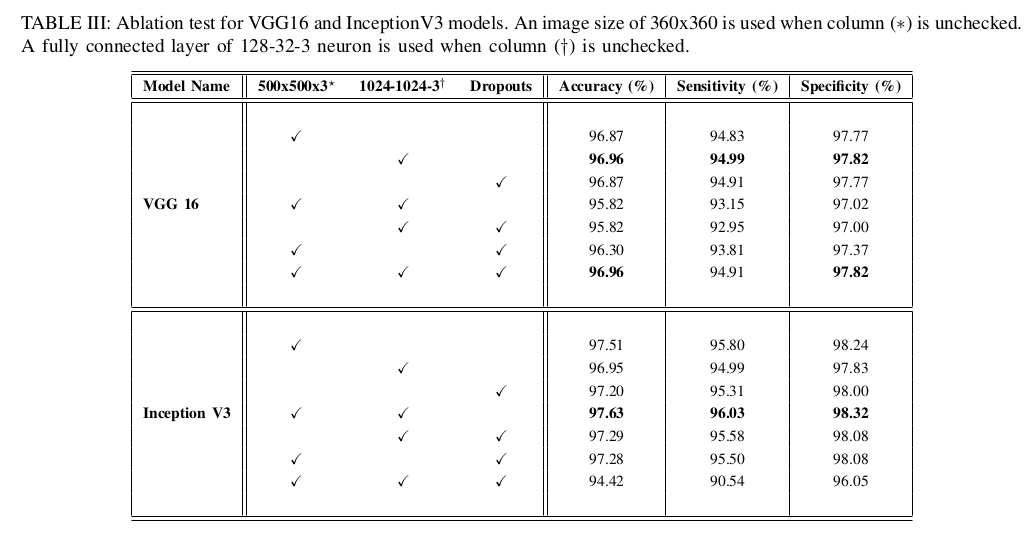 TABLE III: Ablation test for VGG16 and InceptionV3 models. An image size of 360x360 is used when column (∗) is unchecked.
A fully connected layer of 128-32-3 neuron is used when column (†) is unchecked.
Model Name 500x500x3* 1024-1024-3† Dropouts Accuracy (%) Sensitivity (%) Specificity (%)
✓ 96.87 94.83 97.77
✓ 96.96 94.99 97.82
✓ 96.87 94.91 97.77
VGG 16 ✓ ✓ 95.82 93.15 97.02
✓ ✓ 95.82 92.95 97.00
✓ ✓ 96.30 93.81 97.37
✓ ✓ ✓ 96.96 94.91 97.82
✓ 97.51 95.80 98.24
✓ 96.95 94.99 97.83
✓ 97.20 95.31 98.00
Inception V3 ✓ ✓ 97.63 96.03 98.32
✓ ✓ 97.29 95.58 98.08
✓ ✓ 97.28 95.50 98.08
✓ ✓ ✓ 94.42 90.54 96.05